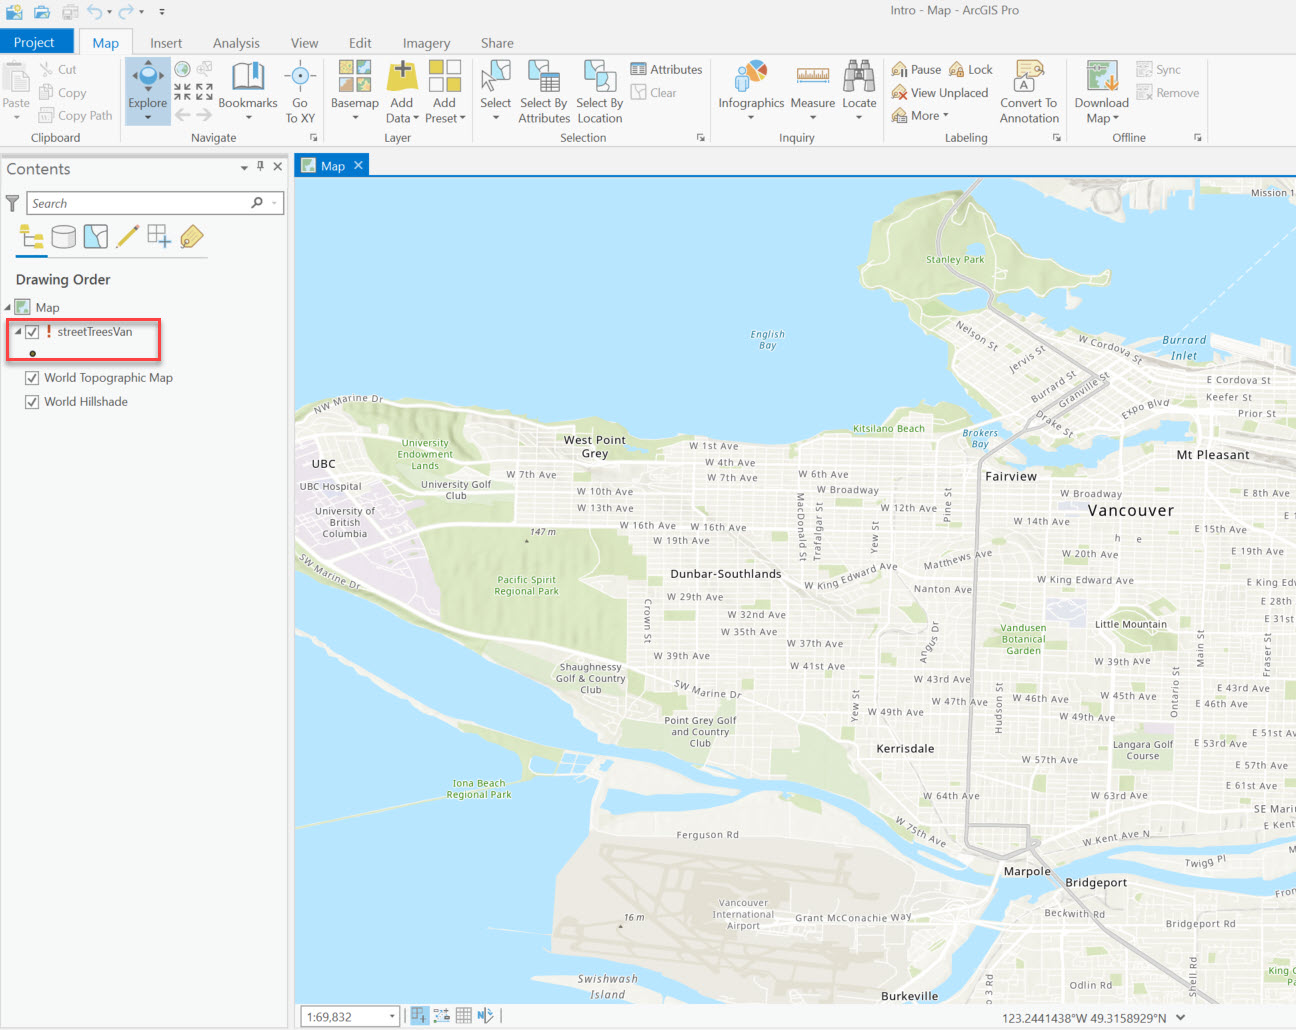 Intro - Map - ArcGIS Pro
Project
Map
Insert
Analysis
View
Edit
Imagery
Share
Paste
Cut
Copy
Copy Path
Clipboard
Explore
Bookmarks
Go
To XY
Navigate
Basemap
Add
Data
Add
Preset
Layer
Select
Select By
Attributes
Select By
Location
Attributes
Clear
Selection
Infographics
Measure
Locate
Inquiry
Pause
Lock
View Unplaced
More
Convert To
Annotation
Labeling
Download
Map
Sync
Remove
Offline
Contents
Search
Drawing Order
Map
! streetTreesVan
World Topographic Map
World Hillshade
Map
Mission 1
Stanley Park
English
Bay
Nelson St
Jervis St
W Cordova St
Burrard
Inlet
Burrard St
Granville St
E Cordova St
Keefer St
Prior St
Expo Blvd
Drake St
NW Marine Dr
Kitsilano Beach
Brokers
Bay
University
Endowment
Lands
West Point
Grey
W 1st Ave
W 4th Ave
W 7th Ave
Mt Pleasant
UBC
UBC Hospital
University Golf
Club
W 7th Ave
W 6th Ave
W Broadway
Fairview
W 10th Ave
W 13th Ave
MacDonald St
Trafalgar St
Yew St
W 12th Ave
Pine St
W Broadway
E 8th Ave
Vancouver
University of
British
Columbia
W 16th Ave
W 16th Ave
W 19th Ave
W 14th Ave
E 15th Ave
E 1
147 m
h e
SW Marine Dr
W 20th Ave
E 19th Ave
Matthews Ave
Dunbar-Southlands
W King Edward Ave
W King Edward Ave
E King Ed
Pacific Spirit
Regional Park
Nanton Ave
W 29th Ave
E 28th
Crown St
W 32nd Ave
W 35th Ave
W 37th Ave
Angus Dr
Vandusen
Botanical
Garden
Little Mountain
E 31st
Main St
Fraser St
W 39th Ave
W 41st Ave
W 39th Ave
Shaughnessy
Golf & Country
Club
SW Marine Dr
W 43rd Ave
W 47th Ave
Yew St
W 49th Ave
Hudson St
W 46th Ave
W 45th Ave
W 49th Ave
Ontario St
E 43rd Ave
E 46th Ave
Point Grey Golf
and Country
Club
Kerrisdale
Langara Golf
Course
E 51st Av
E 53rd Ave
W 57th Ave
E 57th Ave
Iona Beach
Regional Park
W 64th Ave
W 63rd Ave
E 61st Ave
SE Mari
E Kent
W 75th Ave
Ferguson Rd
W Kent Ave N
Twigg Pl
Marpole
Bridgeport
Vancouver
International
Airport
16 m
Grant McConachie Way
Beckwith Rd
Bridgeport Rd
Shell Rd
Swishwash
Island
Burkeville
o 3 Rd
Odlin Rd
1:69,832
123.2441438°W 49.3158929°N